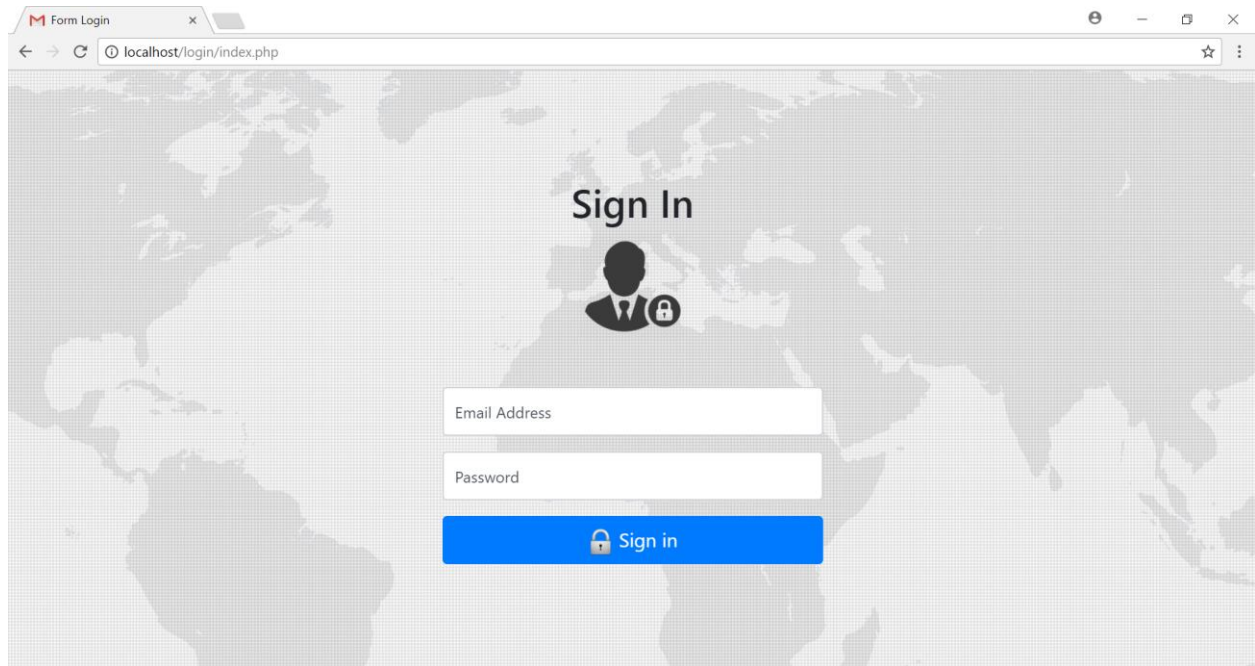 Form Login
localhost/login/index.php
Sign In
Email Address
Password
Sign in